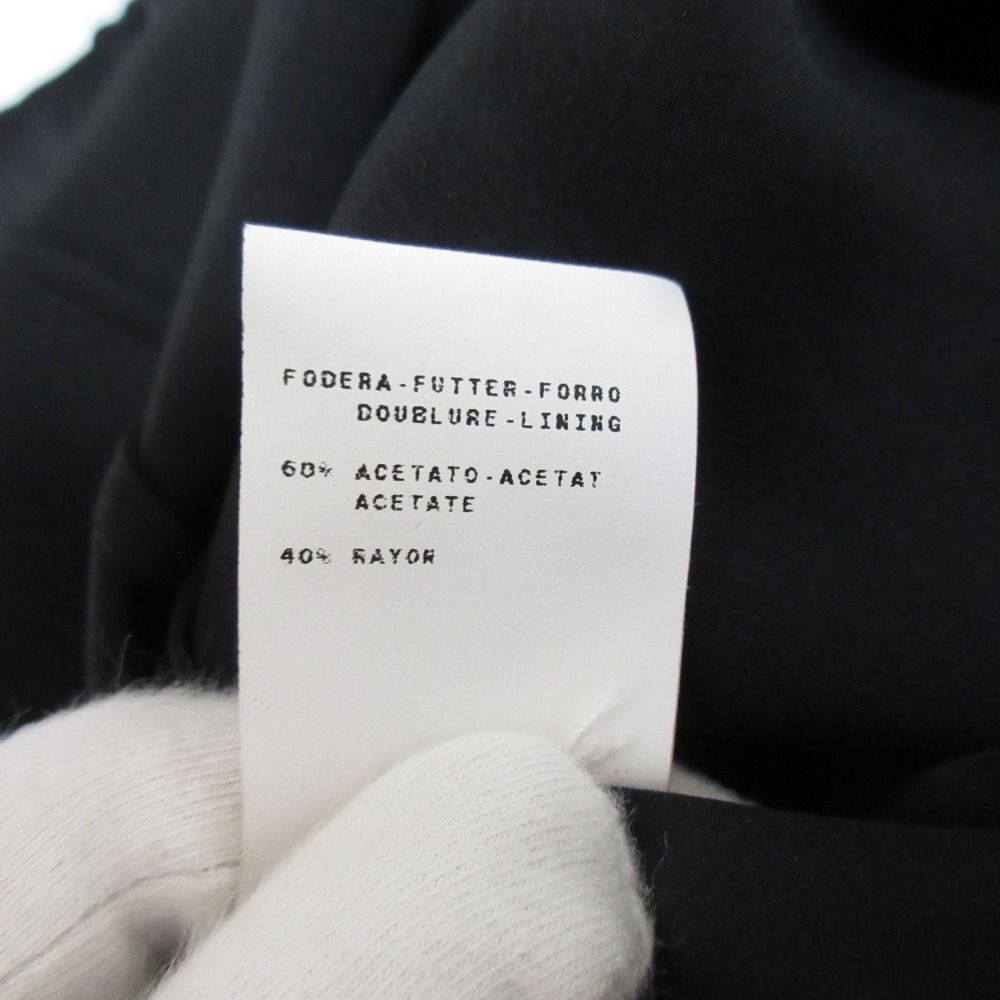 FODERA-FUTTER-FORRO
DOUBLURE-LINING
60% ACETATO-ACETAT
ACETATE
40% RAYON